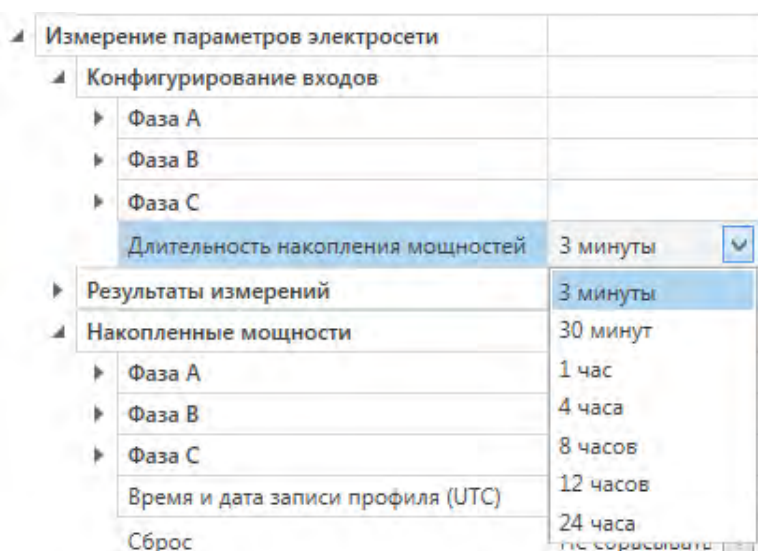 Измерение параметров электросети
Конфигурирование входов
Фаза A
Фаза B
Фаза C
Длительность накопления мощностей 3 минуты
Результаты измерений 3 минуты
Накопленные мощности 30 минут
Фаза A 1 час
Фаза B 4 часа
Фаза C 8 часов
Время и дата записи профиля (UTC) 12 часов
24 часа
Сброс Не сбрасывать